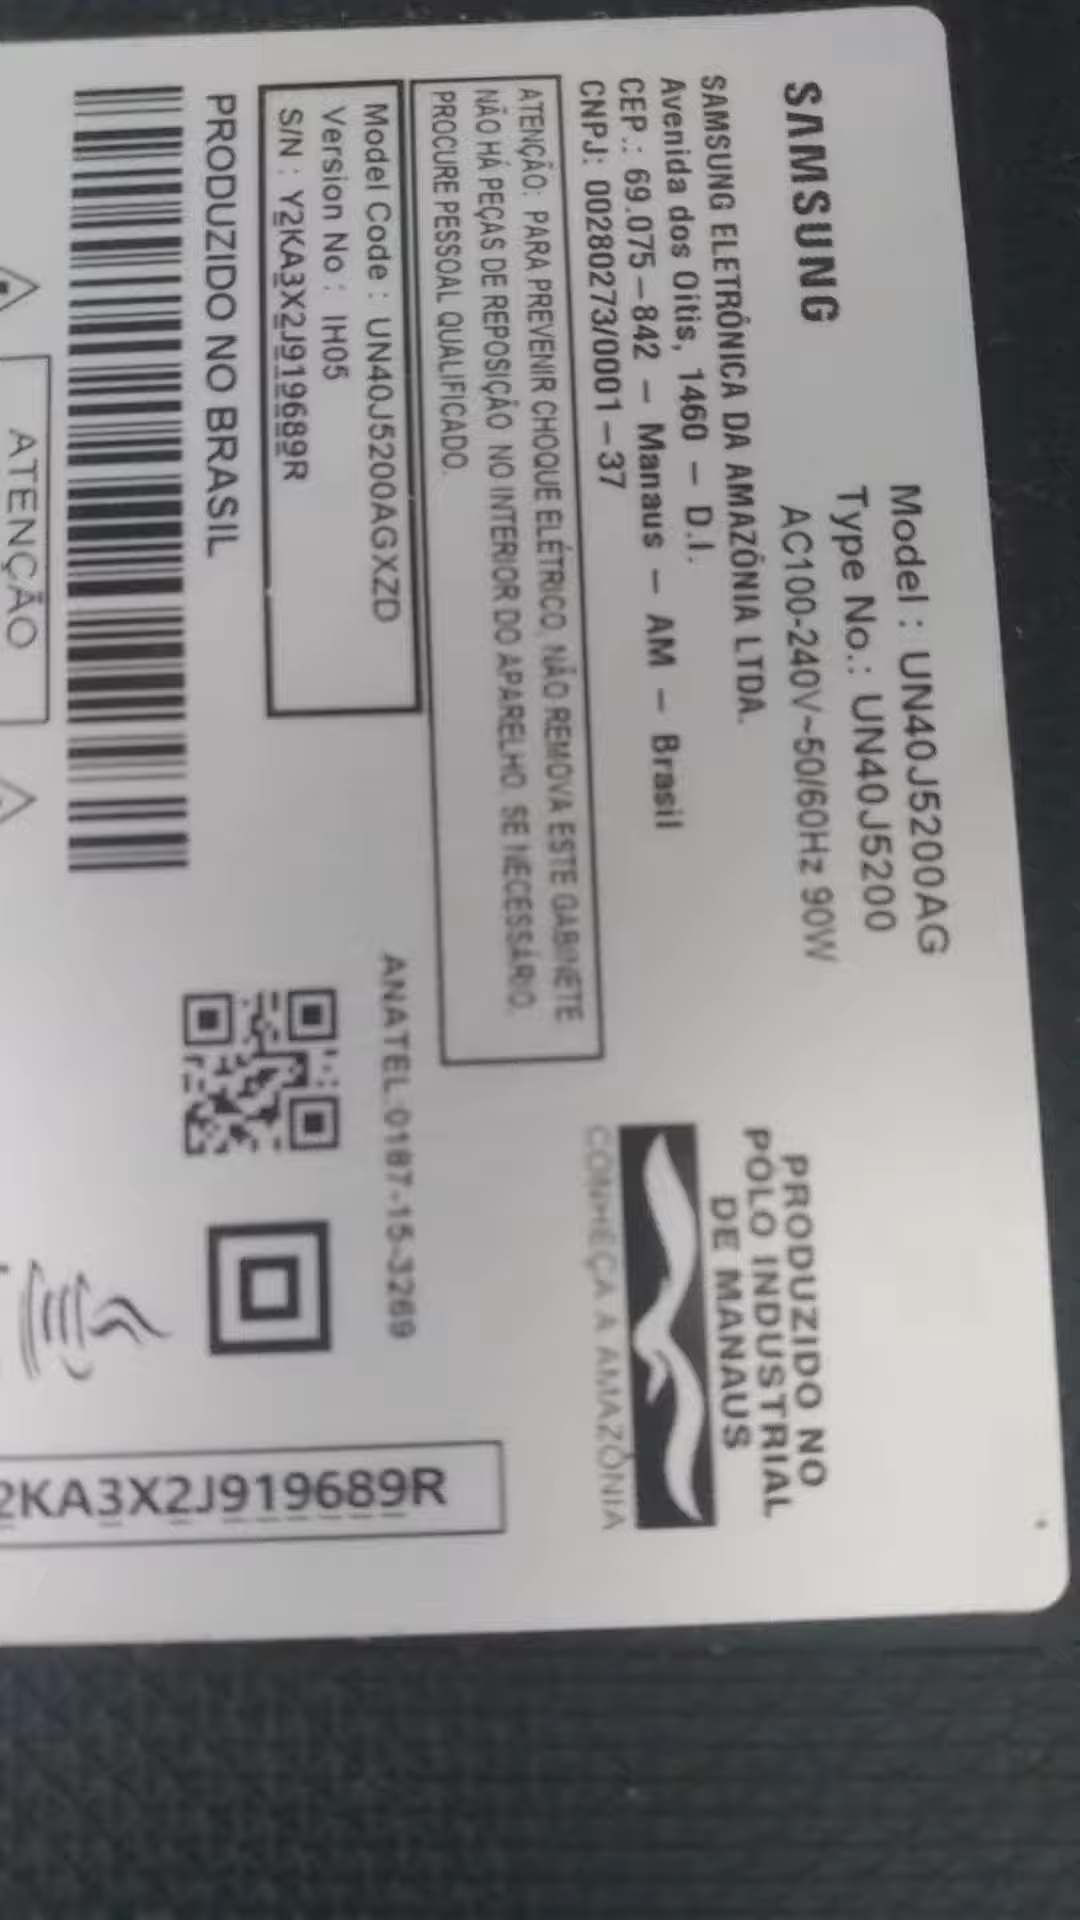 SAMSUNG
Model : UN40J5200AG
Type No.: UN40J5200
AC100-240V~50/60Hz 90W
SAMSUNG ELETRÔNICA DA AMAZÔNIA LTDA.
Avenida dos Oitis, 1460 – D.I.
CEP.: 69.075–842 – Manaus – AM – Brasil
CNPJ: 00280273/0001–37
PRODUZIDO NO
PÓLO INDUSTRIAL
DE MANAUS
CONHEÇA A AMAZÔNIA
ATENÇÃO: PARA PREVENIR CHOQUE ELÉTRICO, NÃO REMOVA ESTE GABINETE
NÃO HÁ PEÇAS DE REPOSIÇÃO NO INTERIOR DO APARELHO. SE NECESSÁRIO,
PROCURE PESSOAL QUALIFICADO.
Model Code : UN40J5200AGXZD
Version No : IH05
S/N : Y2KA3X2J919689R
ANATEL:0187-15-3269
PRODUZIDO NO BRASIL
2KA3X2J919689R
ATENÇÃO